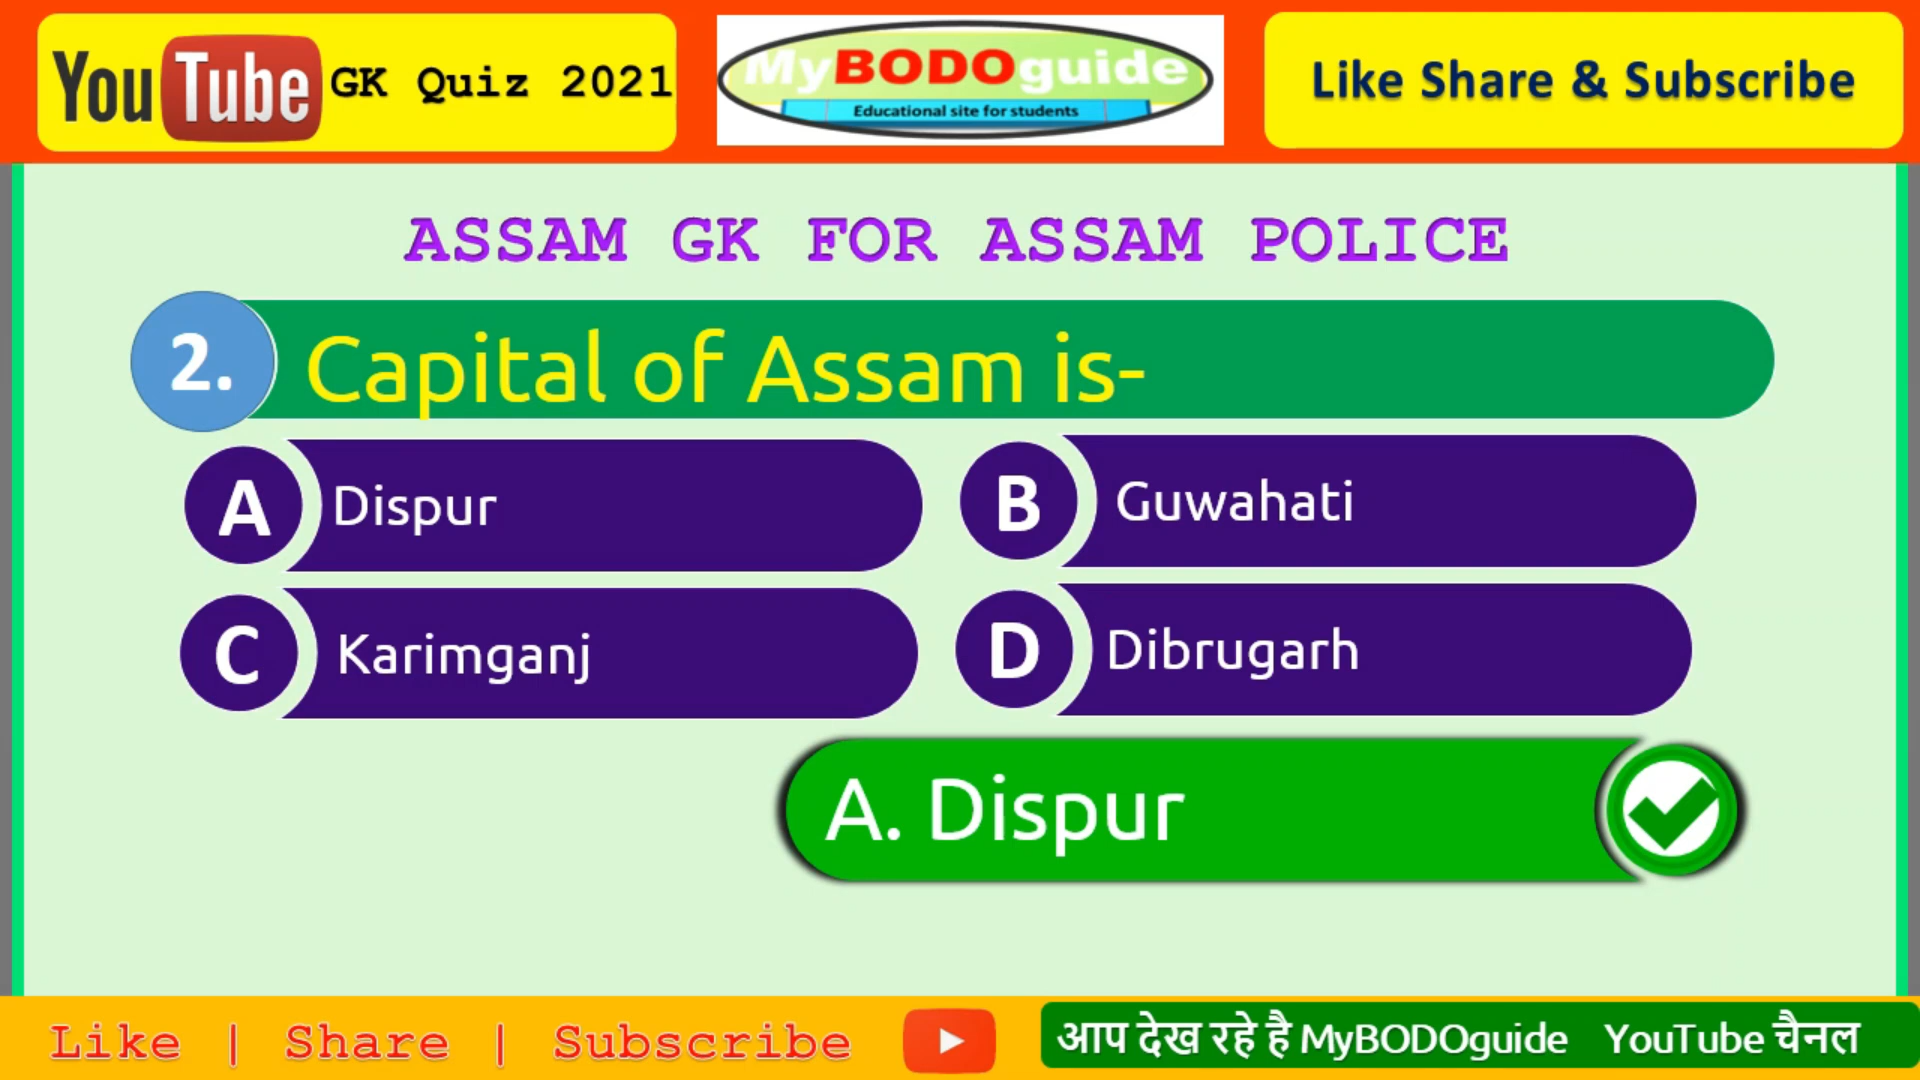 YouTube GK Quiz 2021
MyBODOguide
Educational site for students
Like Share & Subscribe
ASSAM GK FOR ASSAM POLICE
2. Capital of Assam is-
A Dispur
B Guwahati
C Karimganj
D Dibrugarh
A. Dispur
Like | Share | Subscribe
आप देख रहे है MyBODOguide YouTube चैनल